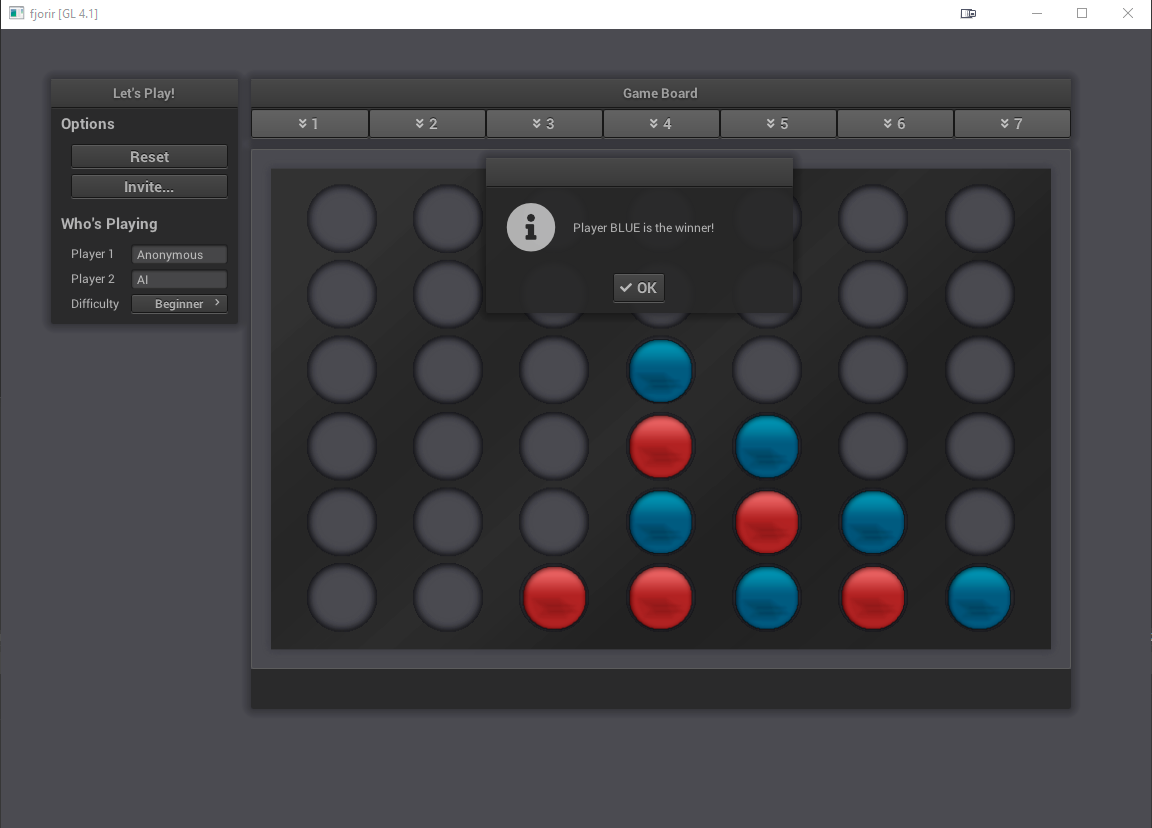 fjorir [GL 4.1]
Let's Play!
Options
Reset
Invite...
Who's Playing
Player 1 Anonymous
Player 2 AI
Difficulty Beginner
Game Board
1 2 3 4 5 6 7
Player BLUE is the winner!
OK